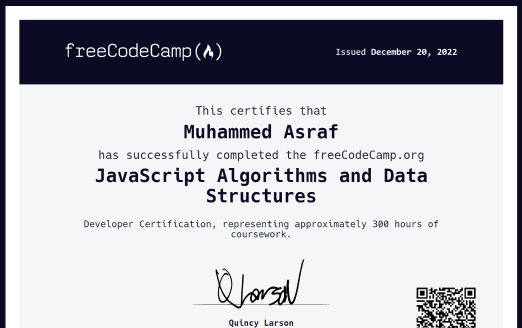 freeCodeCamp(🔥)
Issued December 20, 2022
This certifies that
Muhammed Asraf
has successfully completed the freeCodeCamp.org
JavaScript Algorithms and Data
Structures
Developer Certification, representing approximately 300 hours of
coursework.
Quincy Larson